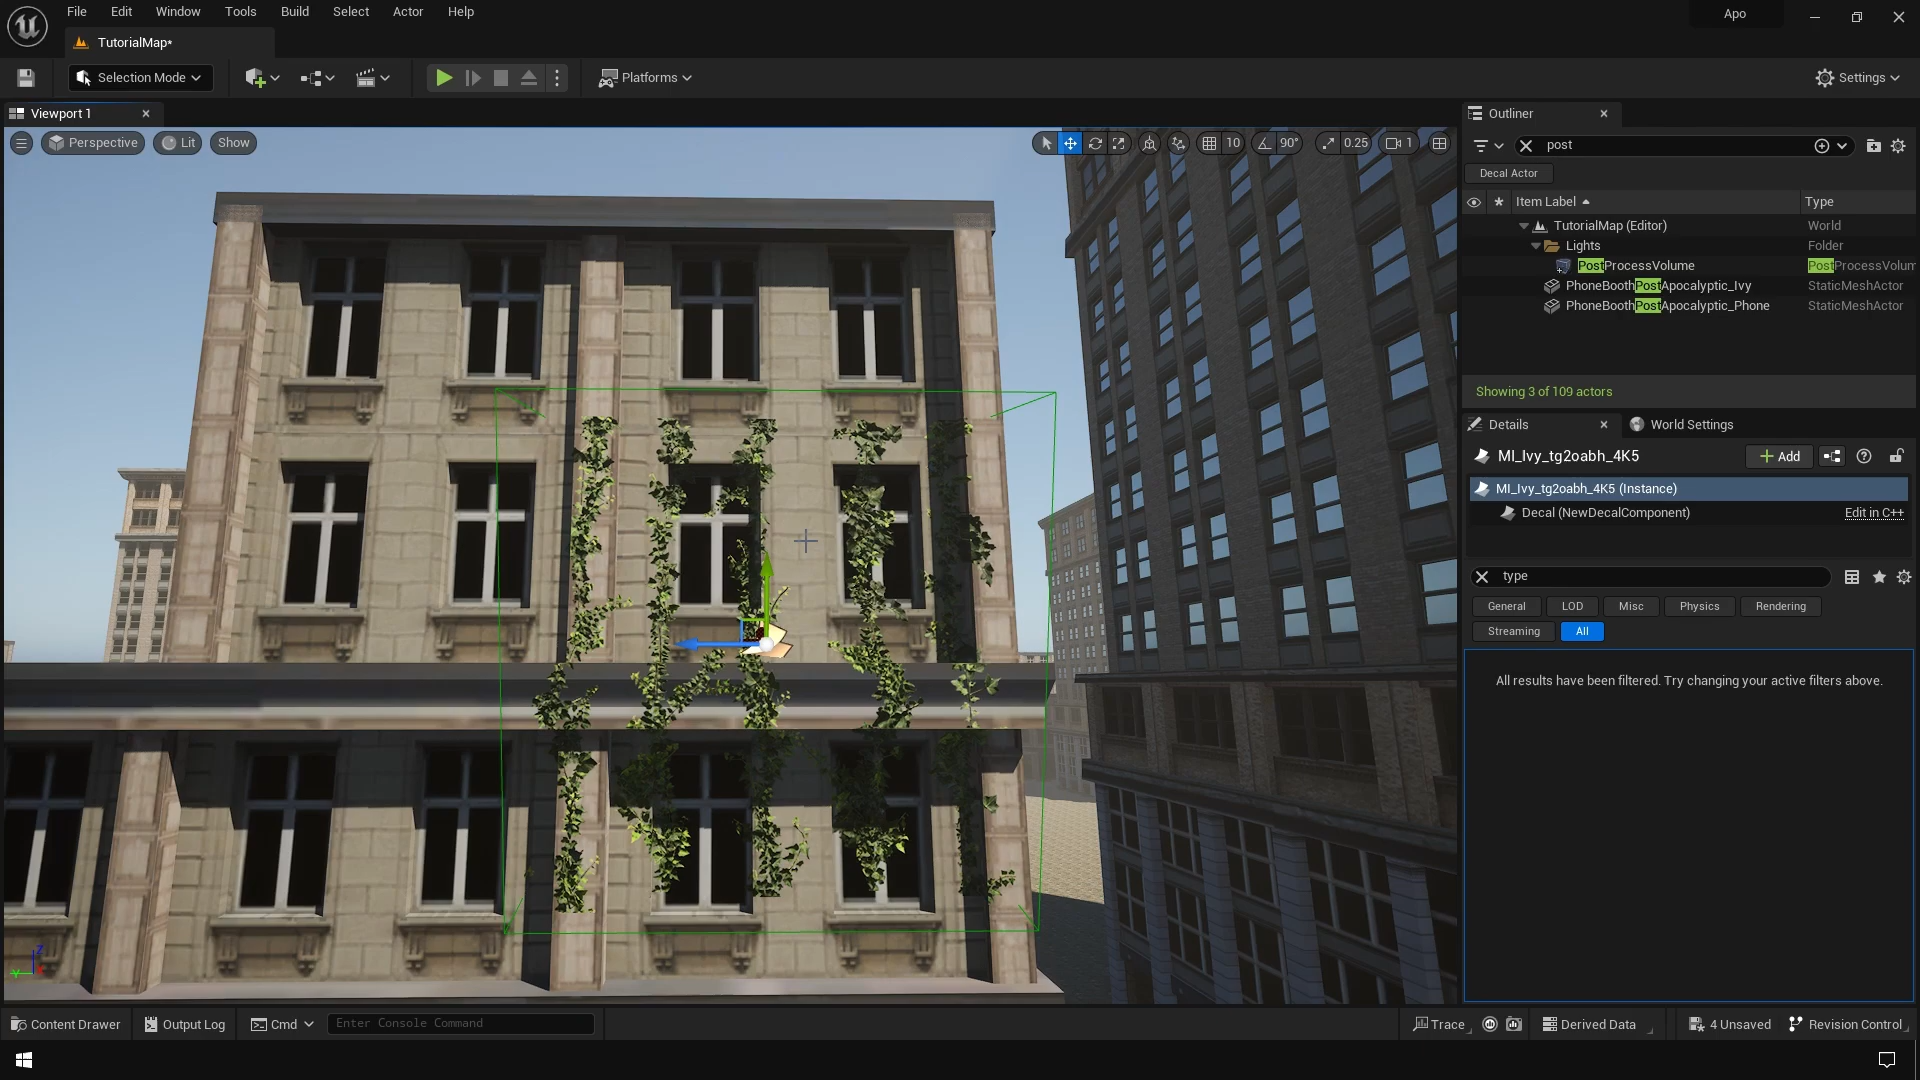 File Edit Window Tools Build Select Actor Help
Apo
TutorialMap*
Selection Mode
Platforms
Settings
Viewport 1
Perspective
Lit
Show
10
90°
0.25
1
Outliner
post
Decal Actor
Item Label
Type
TutorialMap (Editor)
World
Lights
Folder
PostProcessVolume
PostProcessVolum
PhoneBoothPostApocalyptic_Ivy
StaticMeshActor
PhoneBoothPostApocalyptic_Phone
StaticMeshActor
Showing 3 of 109 actors
Details
World Settings
MI_Ivy_tg2oabh_4K5
Add
MI_Ivy_tg2oabh_4K5 (Instance)
Decal (NewDecalComponent)
Edit in C++
type
General
LOD
Misc
Physics
Rendering
Streaming
All
All results have been filtered. Try changing your active filters above.
Z
Y
Content Drawer
Output Log
Cmd
Enter Console Command
Trace
Derived Data
4 Unsaved
Revision Control